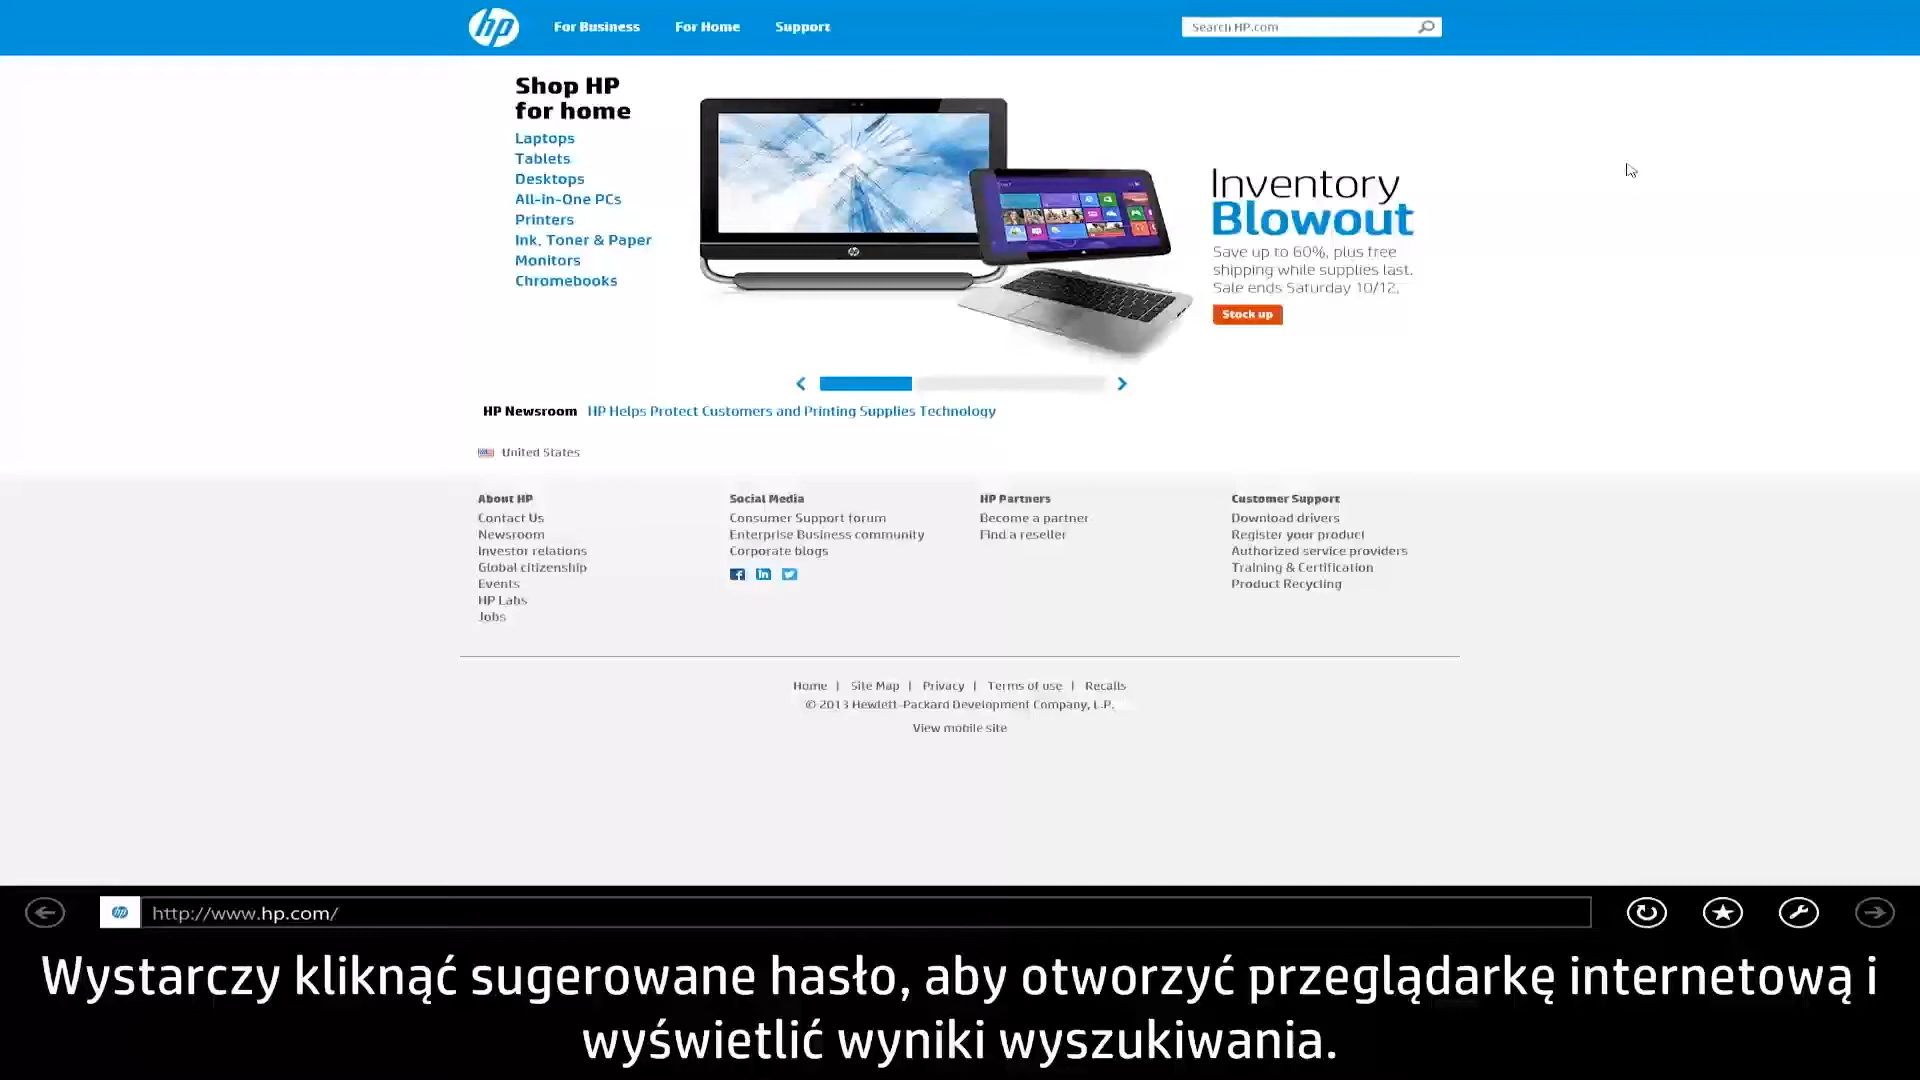 hp
For Business
For Home
Support
Search HP.com
Shop HP
for home
Laptops
Tablets
Desktops
All-in-One PCs
Printers
Ink, Toner & Paper
Monitors
Chromebooks
hp
Inventory
Blowout
Save up to 60%, plus free
shipping while supplies last.
Sale ends Saturday 10/12.
Stock up
HP Newsroom HP Helps Protect Customers and Printing Supplies Technology
United States
About HP
Contact Us
Newsroom
Investor relations
Global citizenship
Events
HP Labs
Jobs
Social Media
Consumer Support forum
Enterprise Business community
Corporate blogs
HP Partners
Become a partner
Find a reseller
Customer Support
Download drivers
Register your product
Authorized service providers
Training & Certification
Product Recycling
Home | Site Map | Privacy | Terms of use | Recalls
© 2013 Hewlett-Packard Development Company, L.P.
View mobile site
hp http://www.hp.com/
Wystarczy kliknąć sugerowane hasło, aby otworzyć przeglądarkę internetową i
wyświetlić wyniki wyszukiwania.